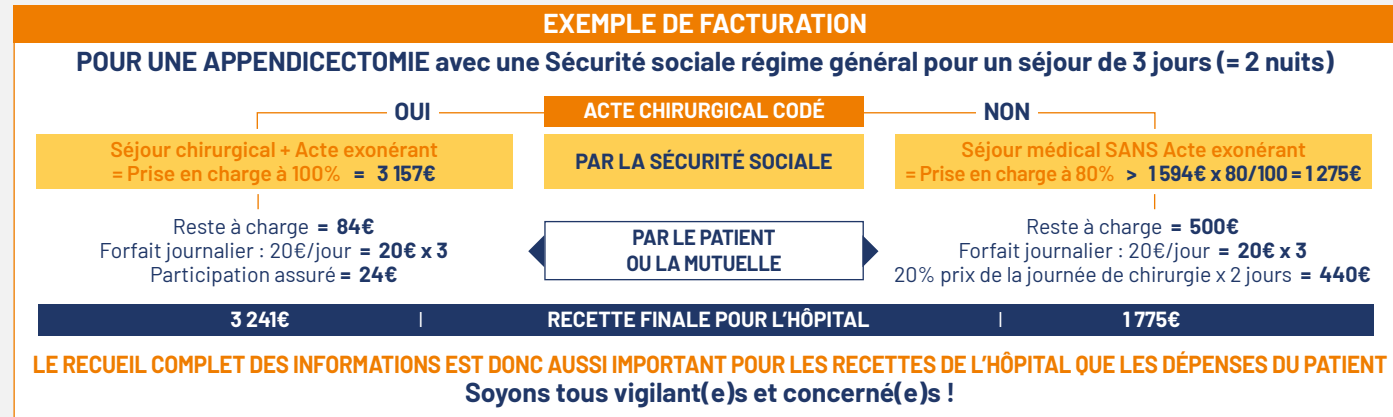 EXEMPLE DE FACTURATION
POUR UNE APPENDICECTOMIE avec une Sécurité sociale régime général pour un séjour de 3 jours (= 2 nuits)
OUI
ACTE CHIRURGICAL CODÉ
NON
Séjour chirurgical + Acte exonérant
= Prise en charge à 100% = 3 157€
PAR LA SÉCURITÉ SOCIALE
Séjour médical SANS Acte exonérant
= Prise en charge à 80% > 1 594€ x 80/100 = 1 275€
Reste à charge = 84€
Forfait journalier : 20€/jour = 20€ x 3
Participation assuré = 24€
PAR LE PATIENT
OU LA MUTUELLE
Reste à charge = 500€
Forfait journalier : 20€/jour = 20€ x 3
20% prix de la journée de chirurgie x 2 jours = 440€
3 241€ | RECETTE FINALE POUR L'HÔPITAL | 1 775€
LE RECUEIL COMPLET DES INFORMATIONS EST DONC AUSSI IMPORTANT POUR LES RECETTES DE L'HÔPITAL QUE LES DÉPENSES DU PATIENT
Soyons tous vigilant(e)s et concerné(e)s !